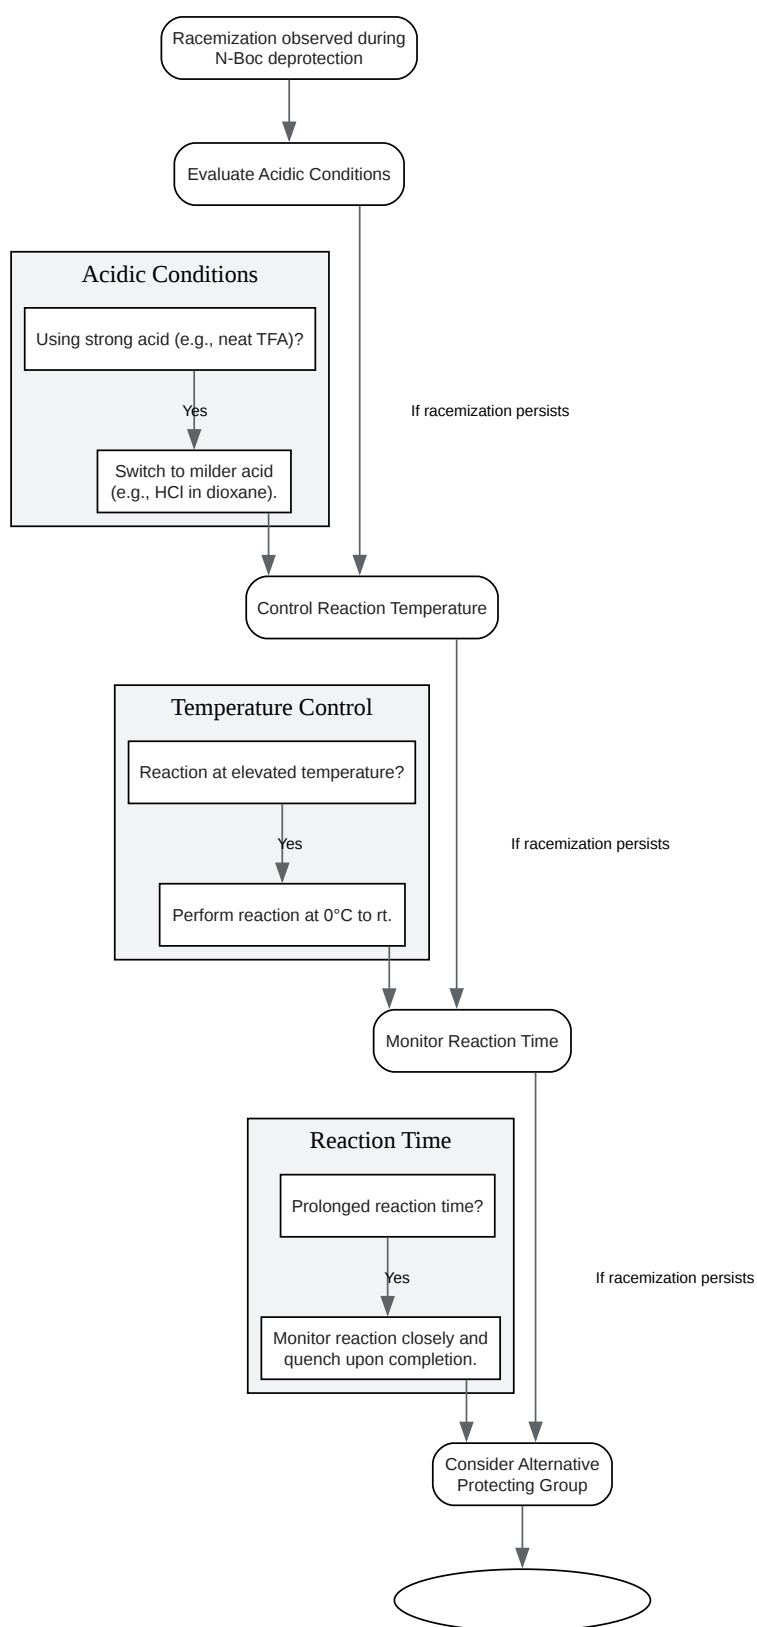 Racemization observed during
N-Boc deprotection
Evaluate Acidic Conditions
Acidic Conditions
Using strong acid (e.g., neat TFA)?
Yes
If racemization persists
Switch to milder acid
(e.g., HCl in dioxane).
Control Reaction Temperature
Temperature Control
Reaction at elevated temperature?
Yes
If racemization persists
Perform reaction at 0°C to rt.
Monitor Reaction Time
Reaction Time
Prolonged reaction time?
Yes
If racemization persists
Monitor reaction closely and
quench upon completion.
Consider Alternative
Protecting Group